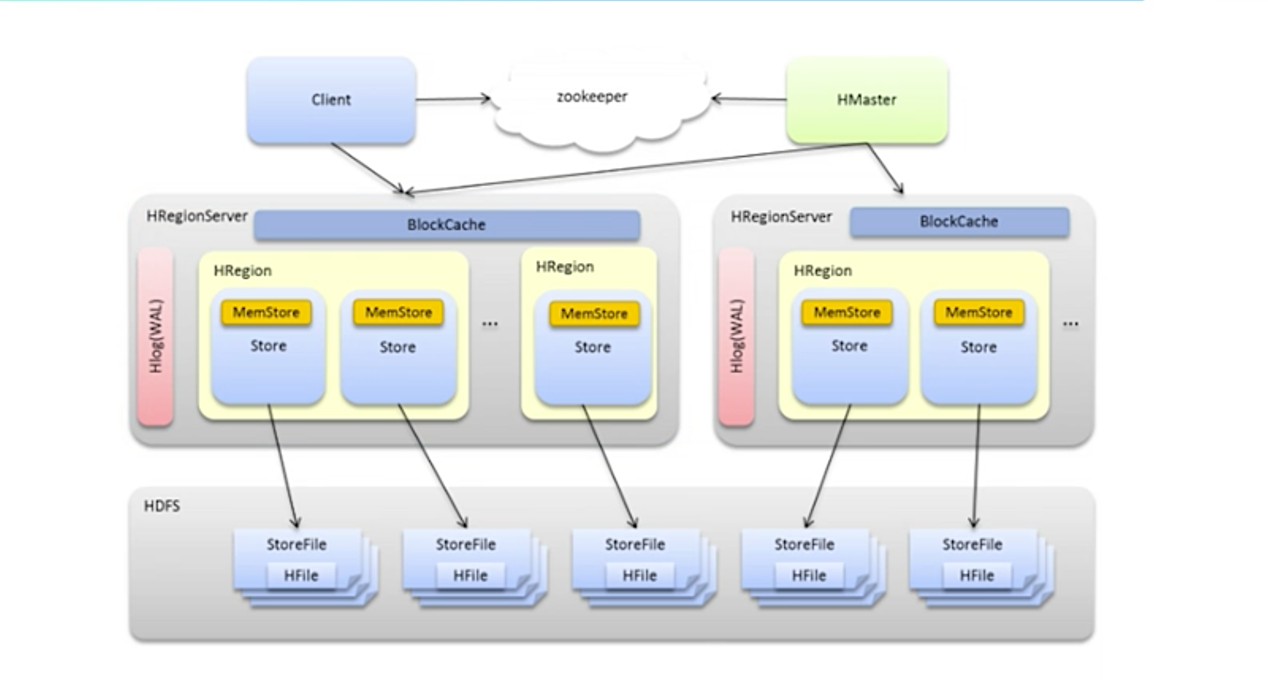 Client
zookeeper
HMaster
HRegionServer
BlockCache
HRegionServer
BlockCache
Hlog(WAL)
HRegion
MemStore
Store
MemStore
Store
...
HRegion
MemStore
Store
Hlog(WAL)
HRegion
MemStore
Store
MemStore
Store
...
HDFS
StoreFile
HFile
StoreFile
HFile
StoreFile
HFile
StoreFile
HFile
StoreFile
HFile